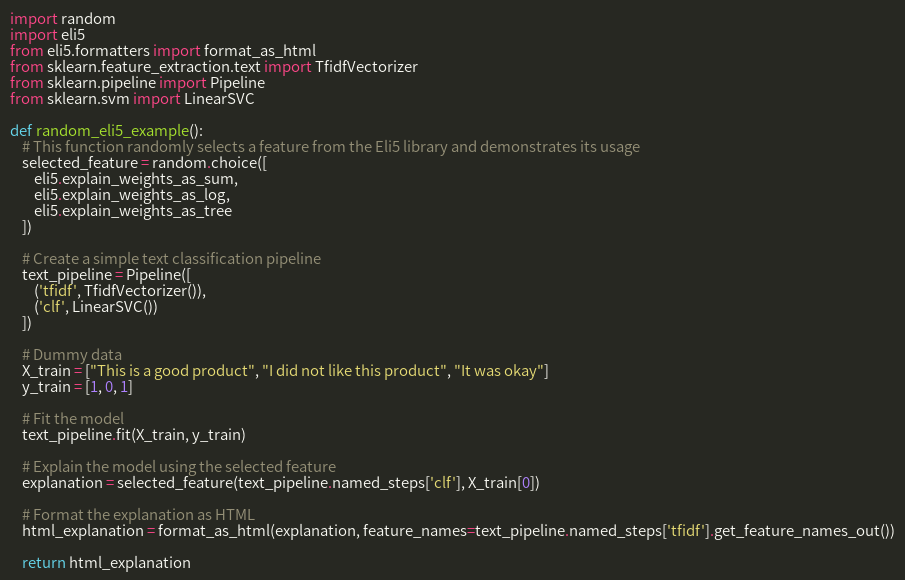 import random
import eli5
from eli5.formatters import format_as_html
from sklearn.feature_extraction.text import TfidfVectorizer
from sklearn.pipeline import Pipeline
from sklearn.svm import LinearSVC

def random_eli5_example():
    # This function randomly selects a feature from the Eli5 library and demonstrates its usage
    selected_feature = random.choice([
        eli5.explain_weights_as_sum,
        eli5.explain_weights_as_log,
        eli5.explain_weights_as_tree
    ])

    # Create a simple text classification pipeline
    text_pipeline = Pipeline([
        ('tfidf', TfidfVectorizer()),
        ('clf', LinearSVC())
    ])

    # Dummy data
    X_train = ["This is a good product", "I did not like this product", "It was okay"]
    y_train = [1, 0, 1]

    # Fit the model
    text_pipeline.fit(X_train, y_train)

    # Explain the model using the selected feature
    explanation = selected_feature(text_pipeline.named_steps['clf'], X_train[0])

    # Format the explanation as HTML
    html_explanation = format_as_html(explanation, feature_names=text_pipeline.named_steps['tfidf'].get_feature_names_out())

    return html_explanation